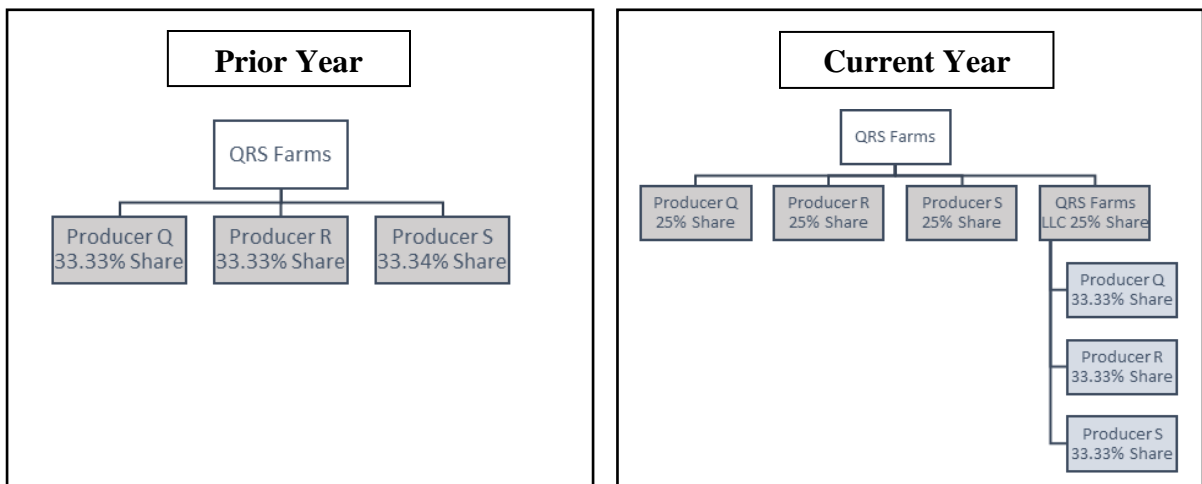 Prior Year
QRS Farms
Producer Q
33.33% Share
Producer R
33.33% Share
Producer S
33.34% Share
Current Year
QRS Farms
Producer Q
25% Share
Producer R
25% Share
Producer S
25% Share
QRS Farms
LLC 25% Share
Producer Q
33.33% Share
Producer R
33.33% Share
Producer S
33.33% Share